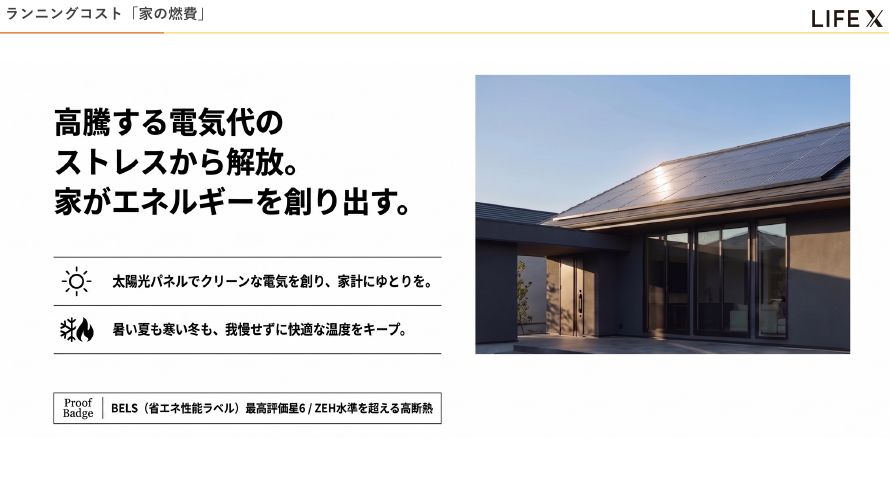 ランニングコスト「家の燃費」
LIFE X
高騰する電気代の
ストレスから解放。
家がエネルギーを創り出す。
太陽光パネルでクリーンな電気を創り、家計にゆとりを。
暑い夏も寒い冬も、我慢せずに快適な温度をキープ。
Proof
Badge
BELS（省エネ性能ラベル）最高評価星6 / ZEH水準を超える高断熱